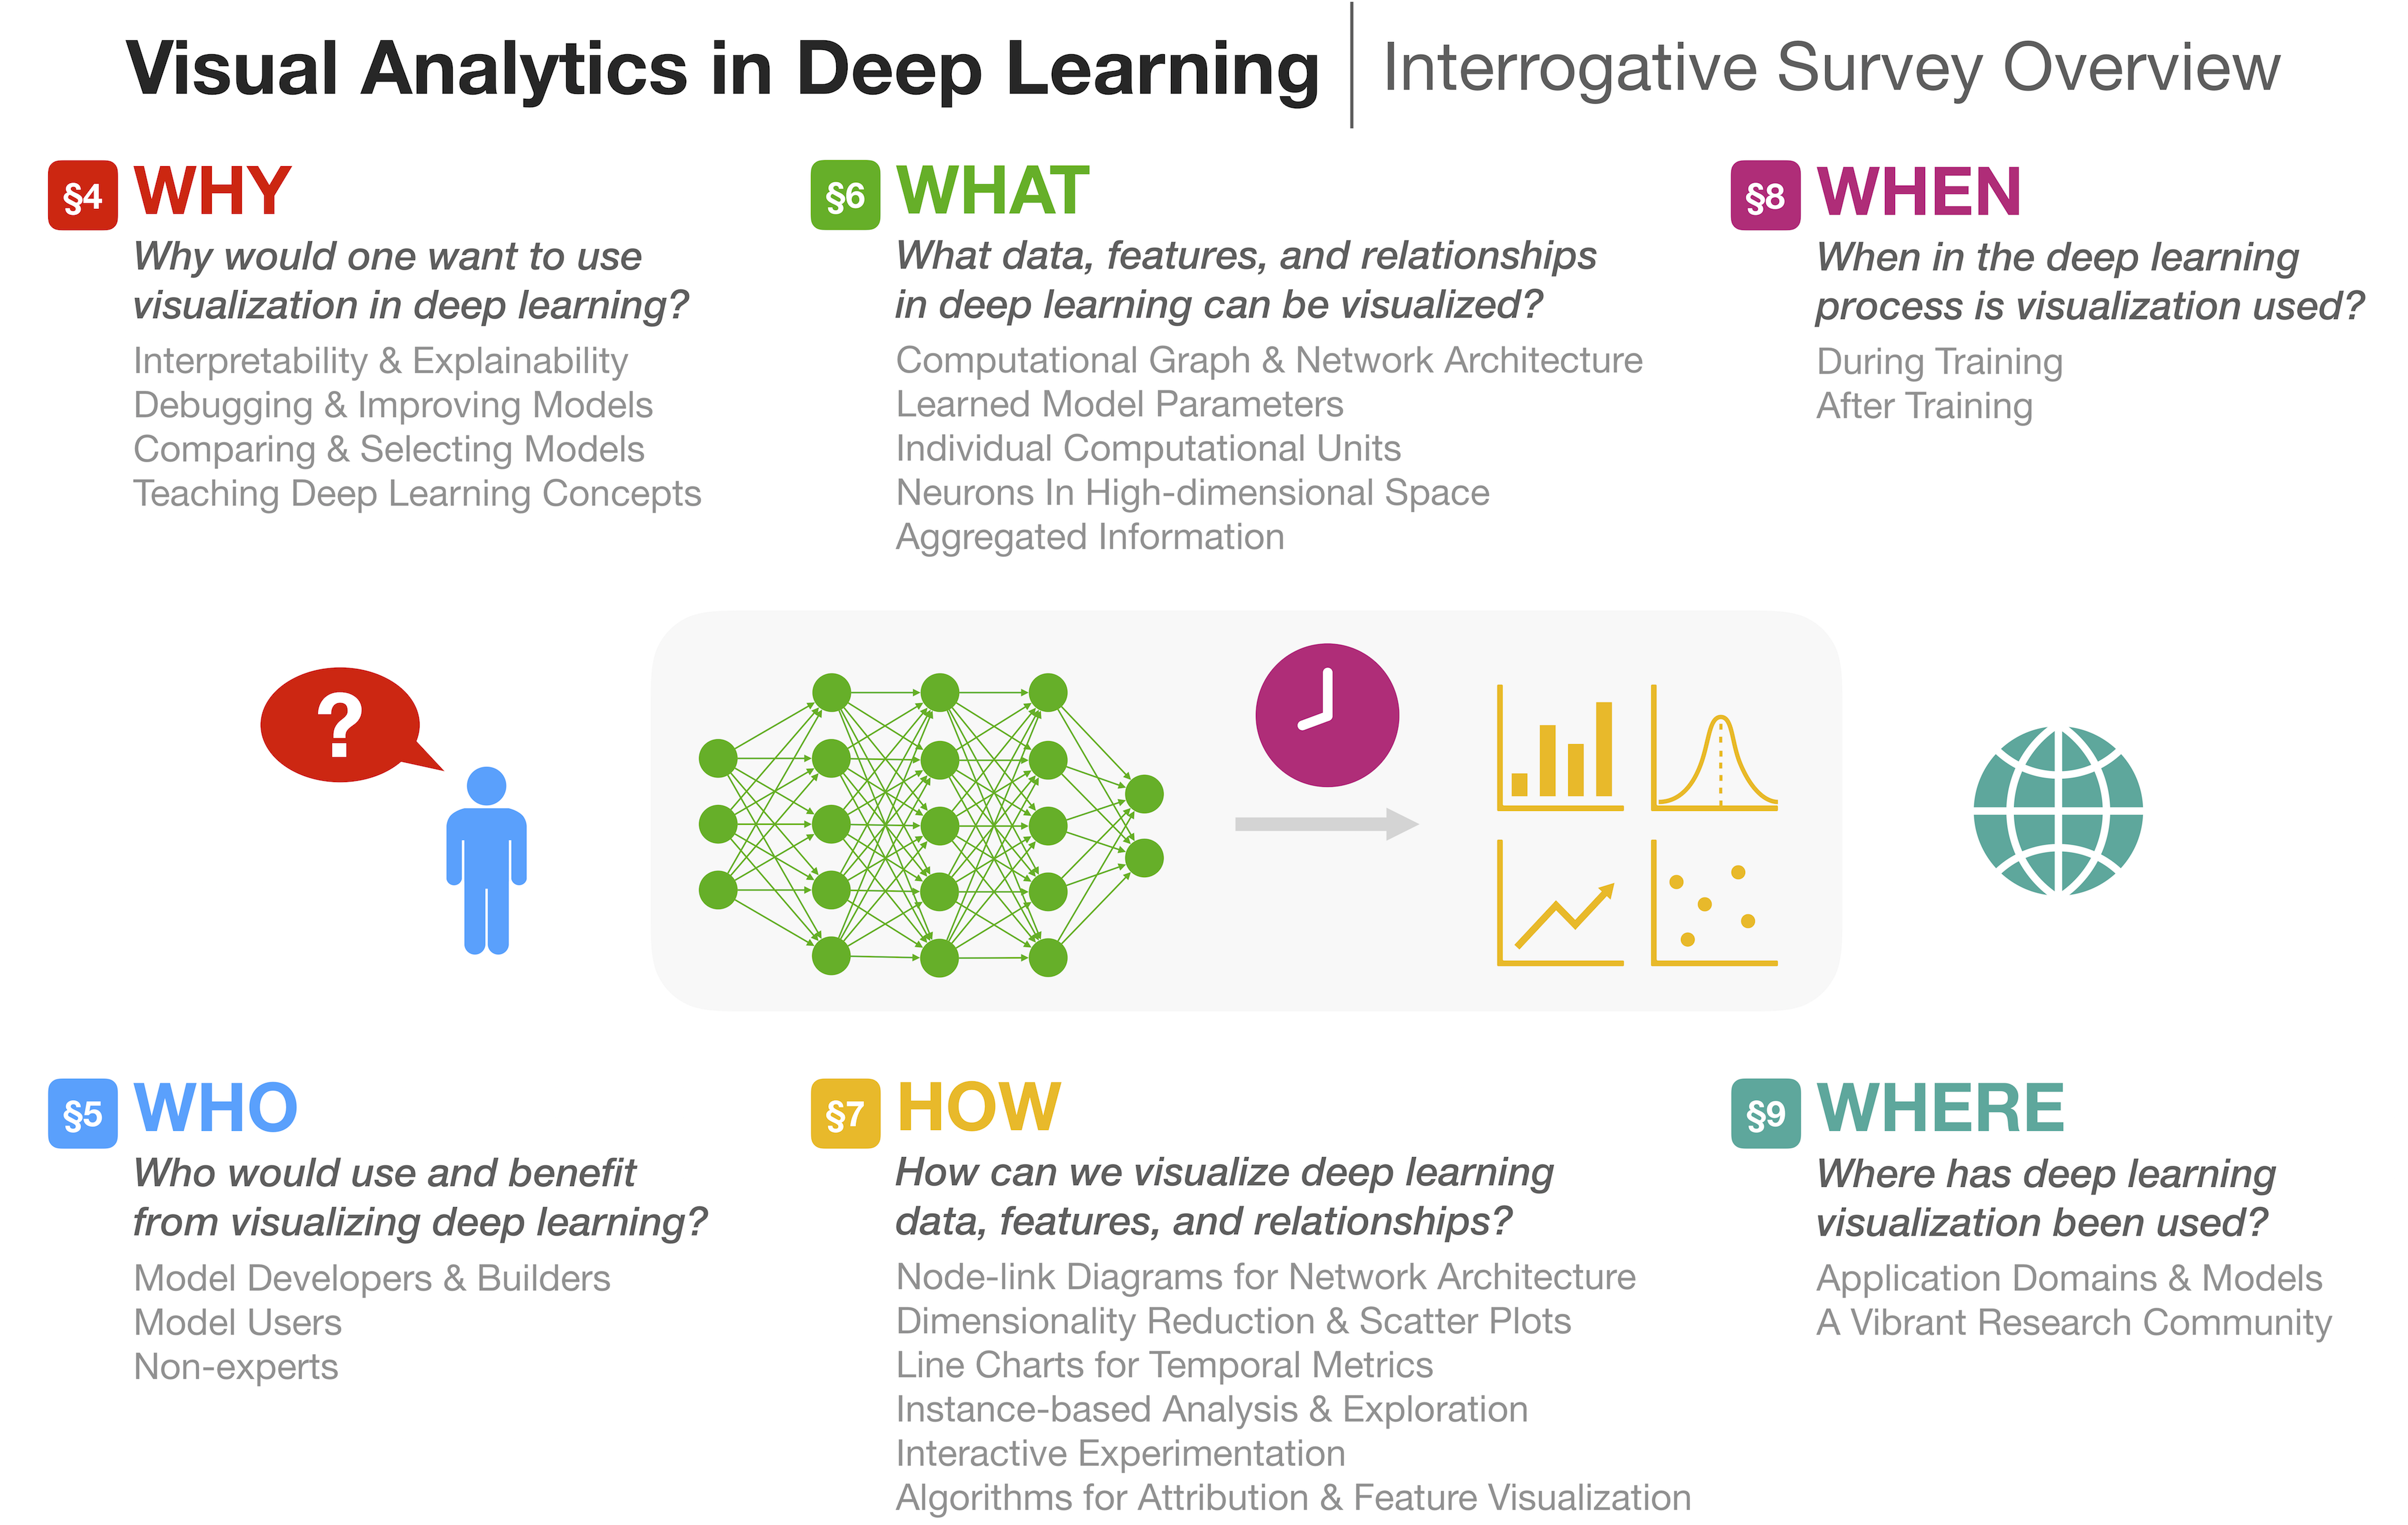 Visual Analytics in Deep Learning
Interrogative Survey Overview
§4 WHY
Why would one want to use
visualization in deep learning?
Interpretability & Explainability
Debugging & Improving Models
Comparing & Selecting Models
Teaching Deep Learning Concepts
§6 WHAT
What data, features, and relationships
in deep learning can be visualized?
Computational Graph & Network Architecture
Learned Model Parameters
Individual Computational Units
Neurons In High-dimensional Space
Aggregated Information
§8 WHEN
When in the deep learning
process is visualization used?
During Training
After Training
?
§5 WHO
Who would use and benefit
from visualizing deep learning?
Model Developers & Builders
Model Users
Non-experts
§7 HOW
How can we visualize deep learning
data, features, and relationships?
Node-link Diagrams for Network Architecture
Dimensionality Reduction & Scatter Plots
Line Charts for Temporal Metrics
Instance-based Analysis & Exploration
Interactive Experimentation
Algorithms for Attribution & Feature Visualization
§9 WHERE
Where has deep learning
visualization been used?
Application Domains & Models
A Vibrant Research Community